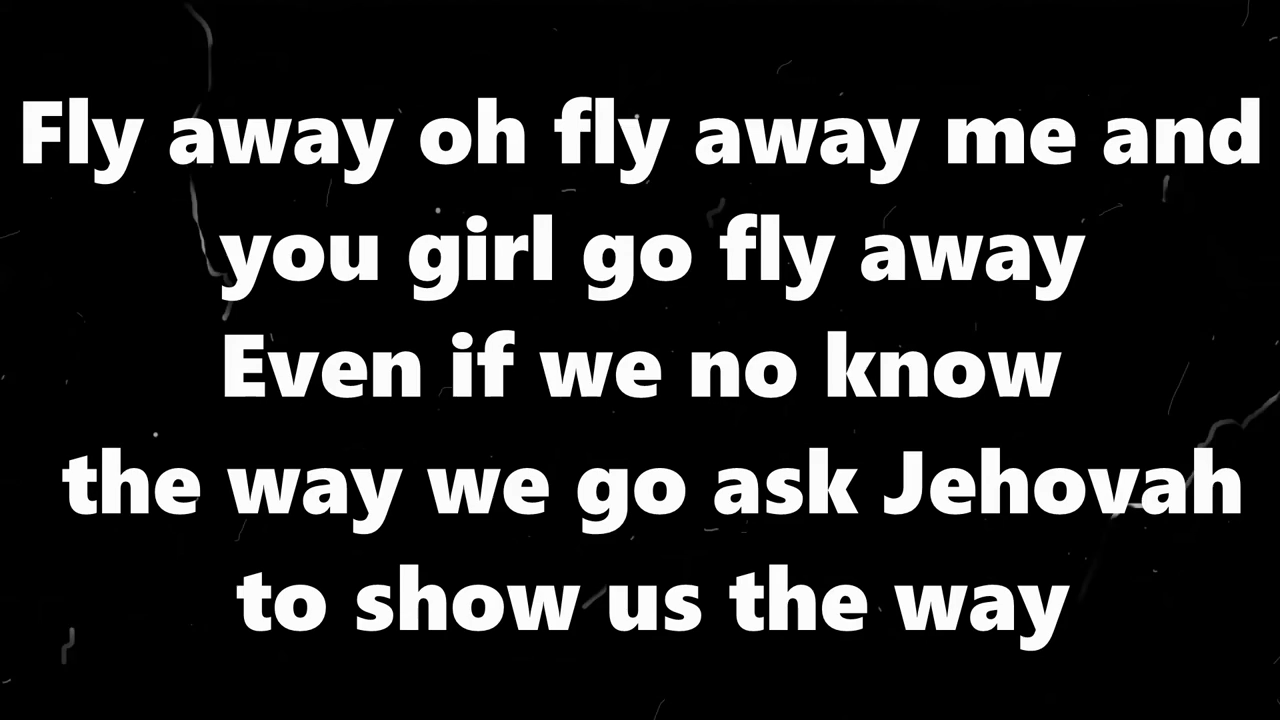 Fly away oh fly away me and
you girl go fly away
Even if we no know
the way we go ask Jehovah
to show us the way